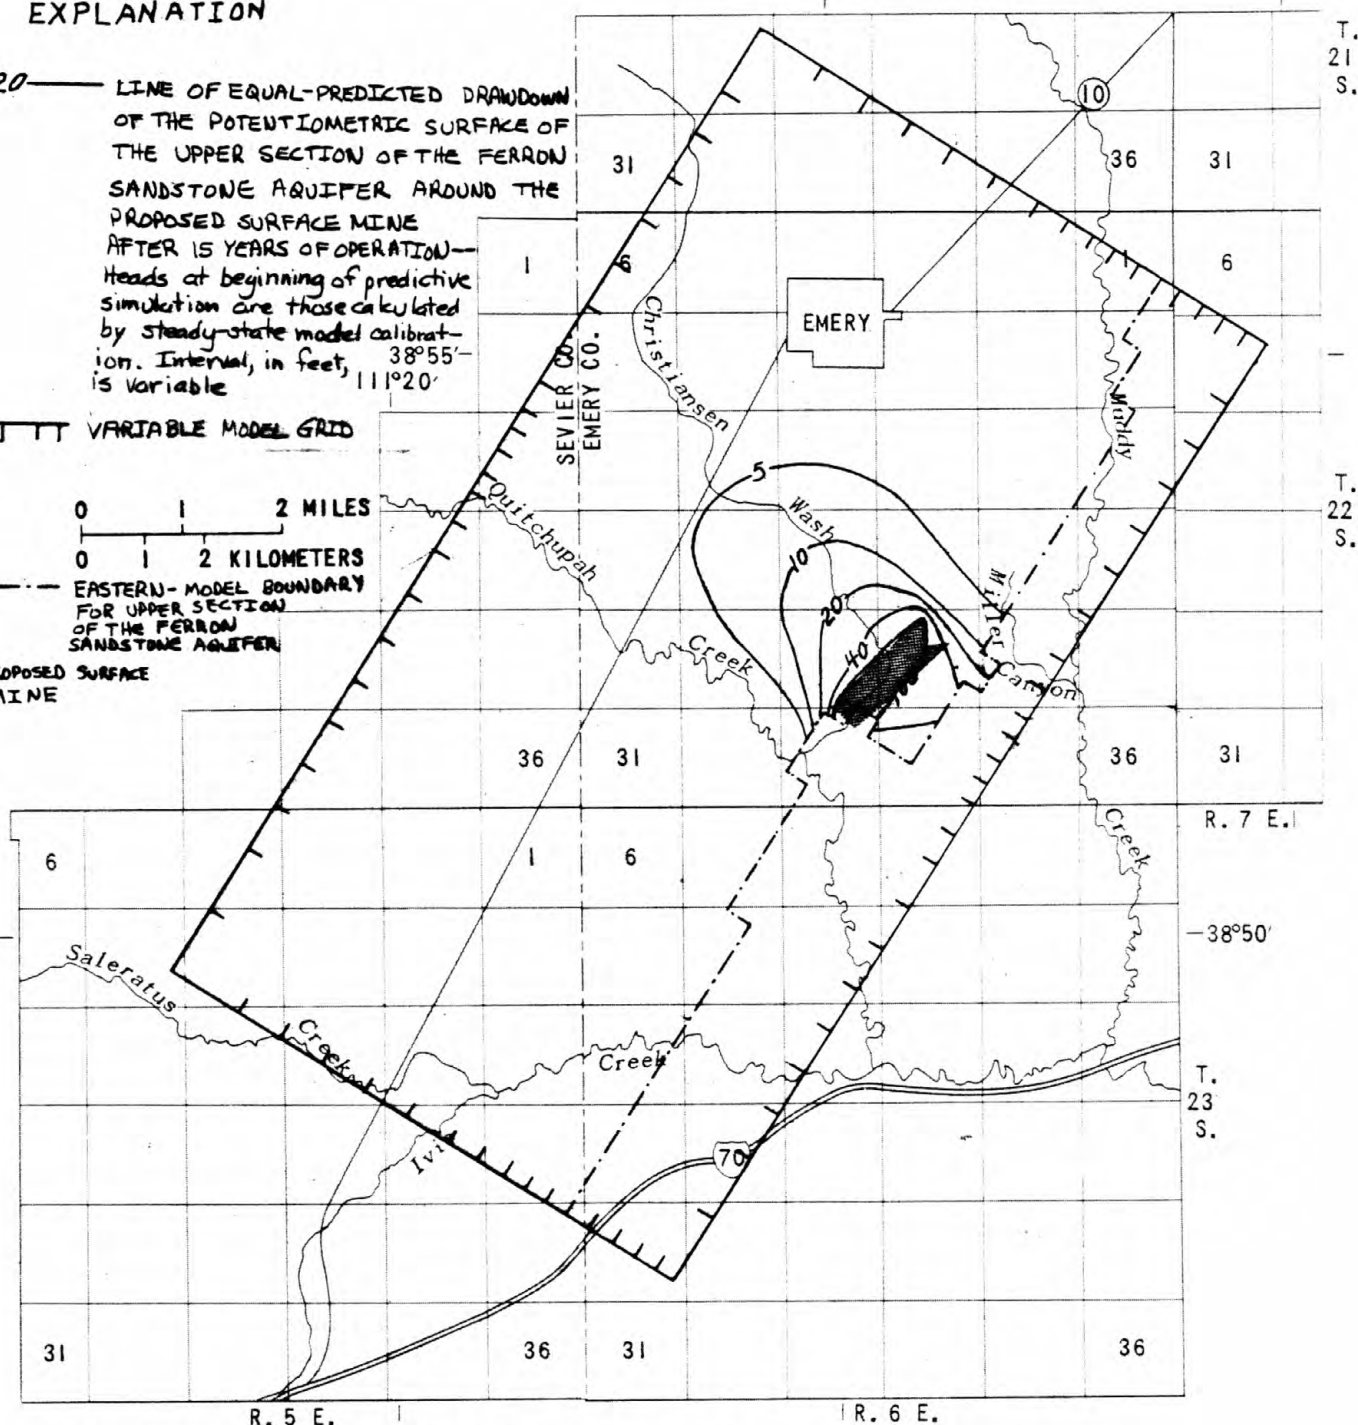 EXPLANATION
20
LINE OF EQUAL-PREDICTED DRAWDOWN
OF THE POTENTIOMETRIC SURFACE OF
THE UPPER SECTION OF THE FERRON
SANDSTONE AQUIFER AROUND THE
PROPOSED SURFACE MINE
AFTER 15 YEARS OF OPERATION—
Heads at beginning of predictive
simulation are those calculated
by steady-state model calibrat-
ion. Interval, in feet,
is variable
VARIABLE MODEL GRID
0 1 2 MILES
0 1 2 KILOMETERS
EASTERN-MODEL BOUNDARY
FOR UPPER SECTION
OF THE FERRON
SANDSTONE AQUIFER
OPOSED SURFACE
MINE
38°55'
111°20'
T.
21
S.
10
31
36
31
1
6
6
EMERY
SEVIER CO.
EMERY CO.
Christiansen
Wash
Muddy
T.
22
S.
Quitchupah
Creek
5
10
20
40
Miller
Canyon
36
31
36
31
R. 7 E.
Creek
6
1
6
38°50'
Saleratus
Creek
Creek
Ivie
70
T.
23
S.
31
36
31
36
R. 5 E.
R. 6 E.